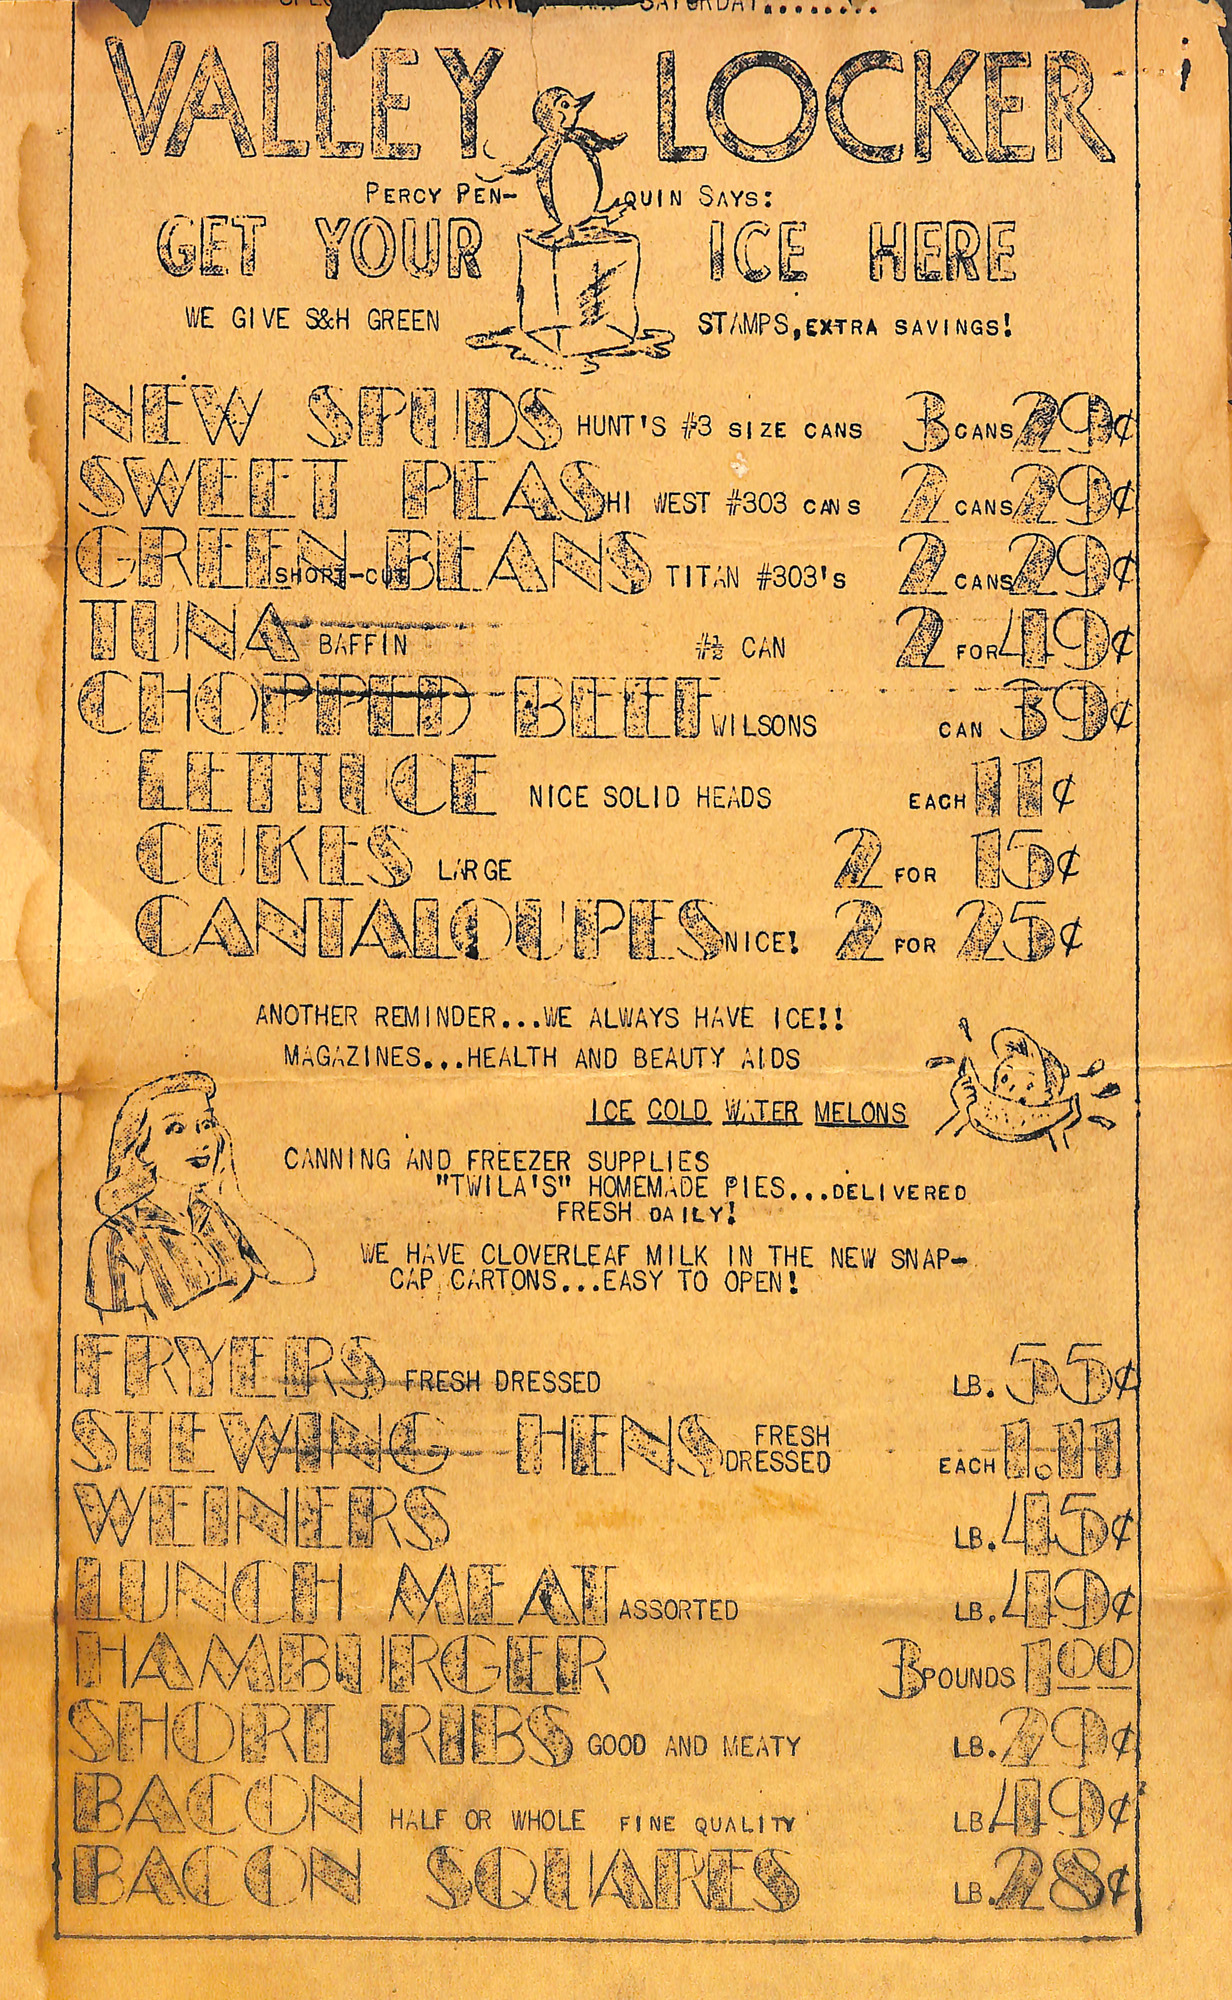 SATURDAY........
VALLEY LOCKER
PERCY PEN- QUIN SAYS:
GET YOUR ICE HERE
WE GIVE S&H GREEN STAMPS, EXTRA SAVINGS!
NEW SPUDS HUNT'S #3 SIZE CANS 3 CANS 29¢
SWEET PEAS HI WEST #303 CANS 2 CANS 29¢
GREEN BEANS SHORT-CUT TITAN #303'S 2 CANS 29¢
TUNA BAFFIN #½ CAN 2 FOR 49¢
CHOPPED BEEF WILSONS CAN 39¢
LETTUCE NICE SOLID HEADS EACH 11¢
CUKES LARGE 2 FOR 15¢
CANTALOUPES NICE! 2 FOR 25¢
ANOTHER REMINDER...WE ALWAYS HAVE ICE!!
MAGAZINES...HEALTH AND BEAUTY AIDS
ICE COLD WATER MELONS
CANNING AND FREEZER SUPPLIES
"TWILA'S" HOMEMADE PIES...DELIVERED
FRESH DAILY!
WE HAVE CLOVERLEAF MILK IN THE NEW SNAP-
CAP CARTONS...EASY TO OPEN!
FRYERS FRESH DRESSED LB. 55¢
STEWING HENS FRESH DRESSED EACH 1.11
WEINERS LB. 45¢
LUNCH MEAT ASSORTED LB. 49¢
HAMBURGER 3 POUNDS 1.00
SHORT RIBS GOOD AND MEATY LB. 29¢
BACON HALF OR WHOLE FINE QUALITY LB 49¢
BACON SQUARES LB. 28¢